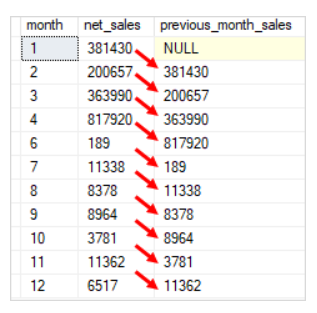 month net_sales previous_month_sales
1 381430 NULL
2 200657 381430
3 363990 200657
4 817920 363990
6 189 817920
7 11338 189
8 8378 11338
9 8964 8378
10 3781 8964
11 11362 3781
12 6517 11362